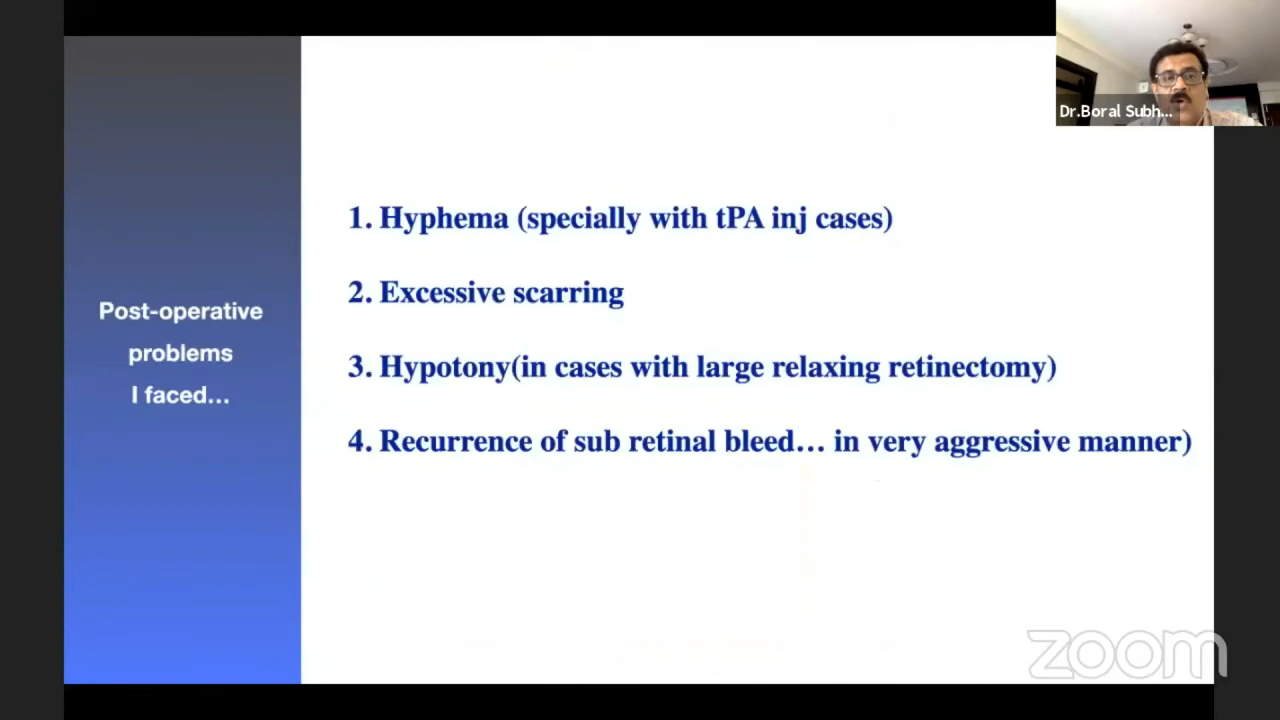 Dr.Boral Subh...
Post-operative
problems
I faced...
1. Hyphema (specially with tPA inj cases)
2. Excessive scarring
3. Hypotony(in cases with large relaxing retinectomy)
4. Recurrence of sub retinal bleed... in very aggressive manner)
zoom